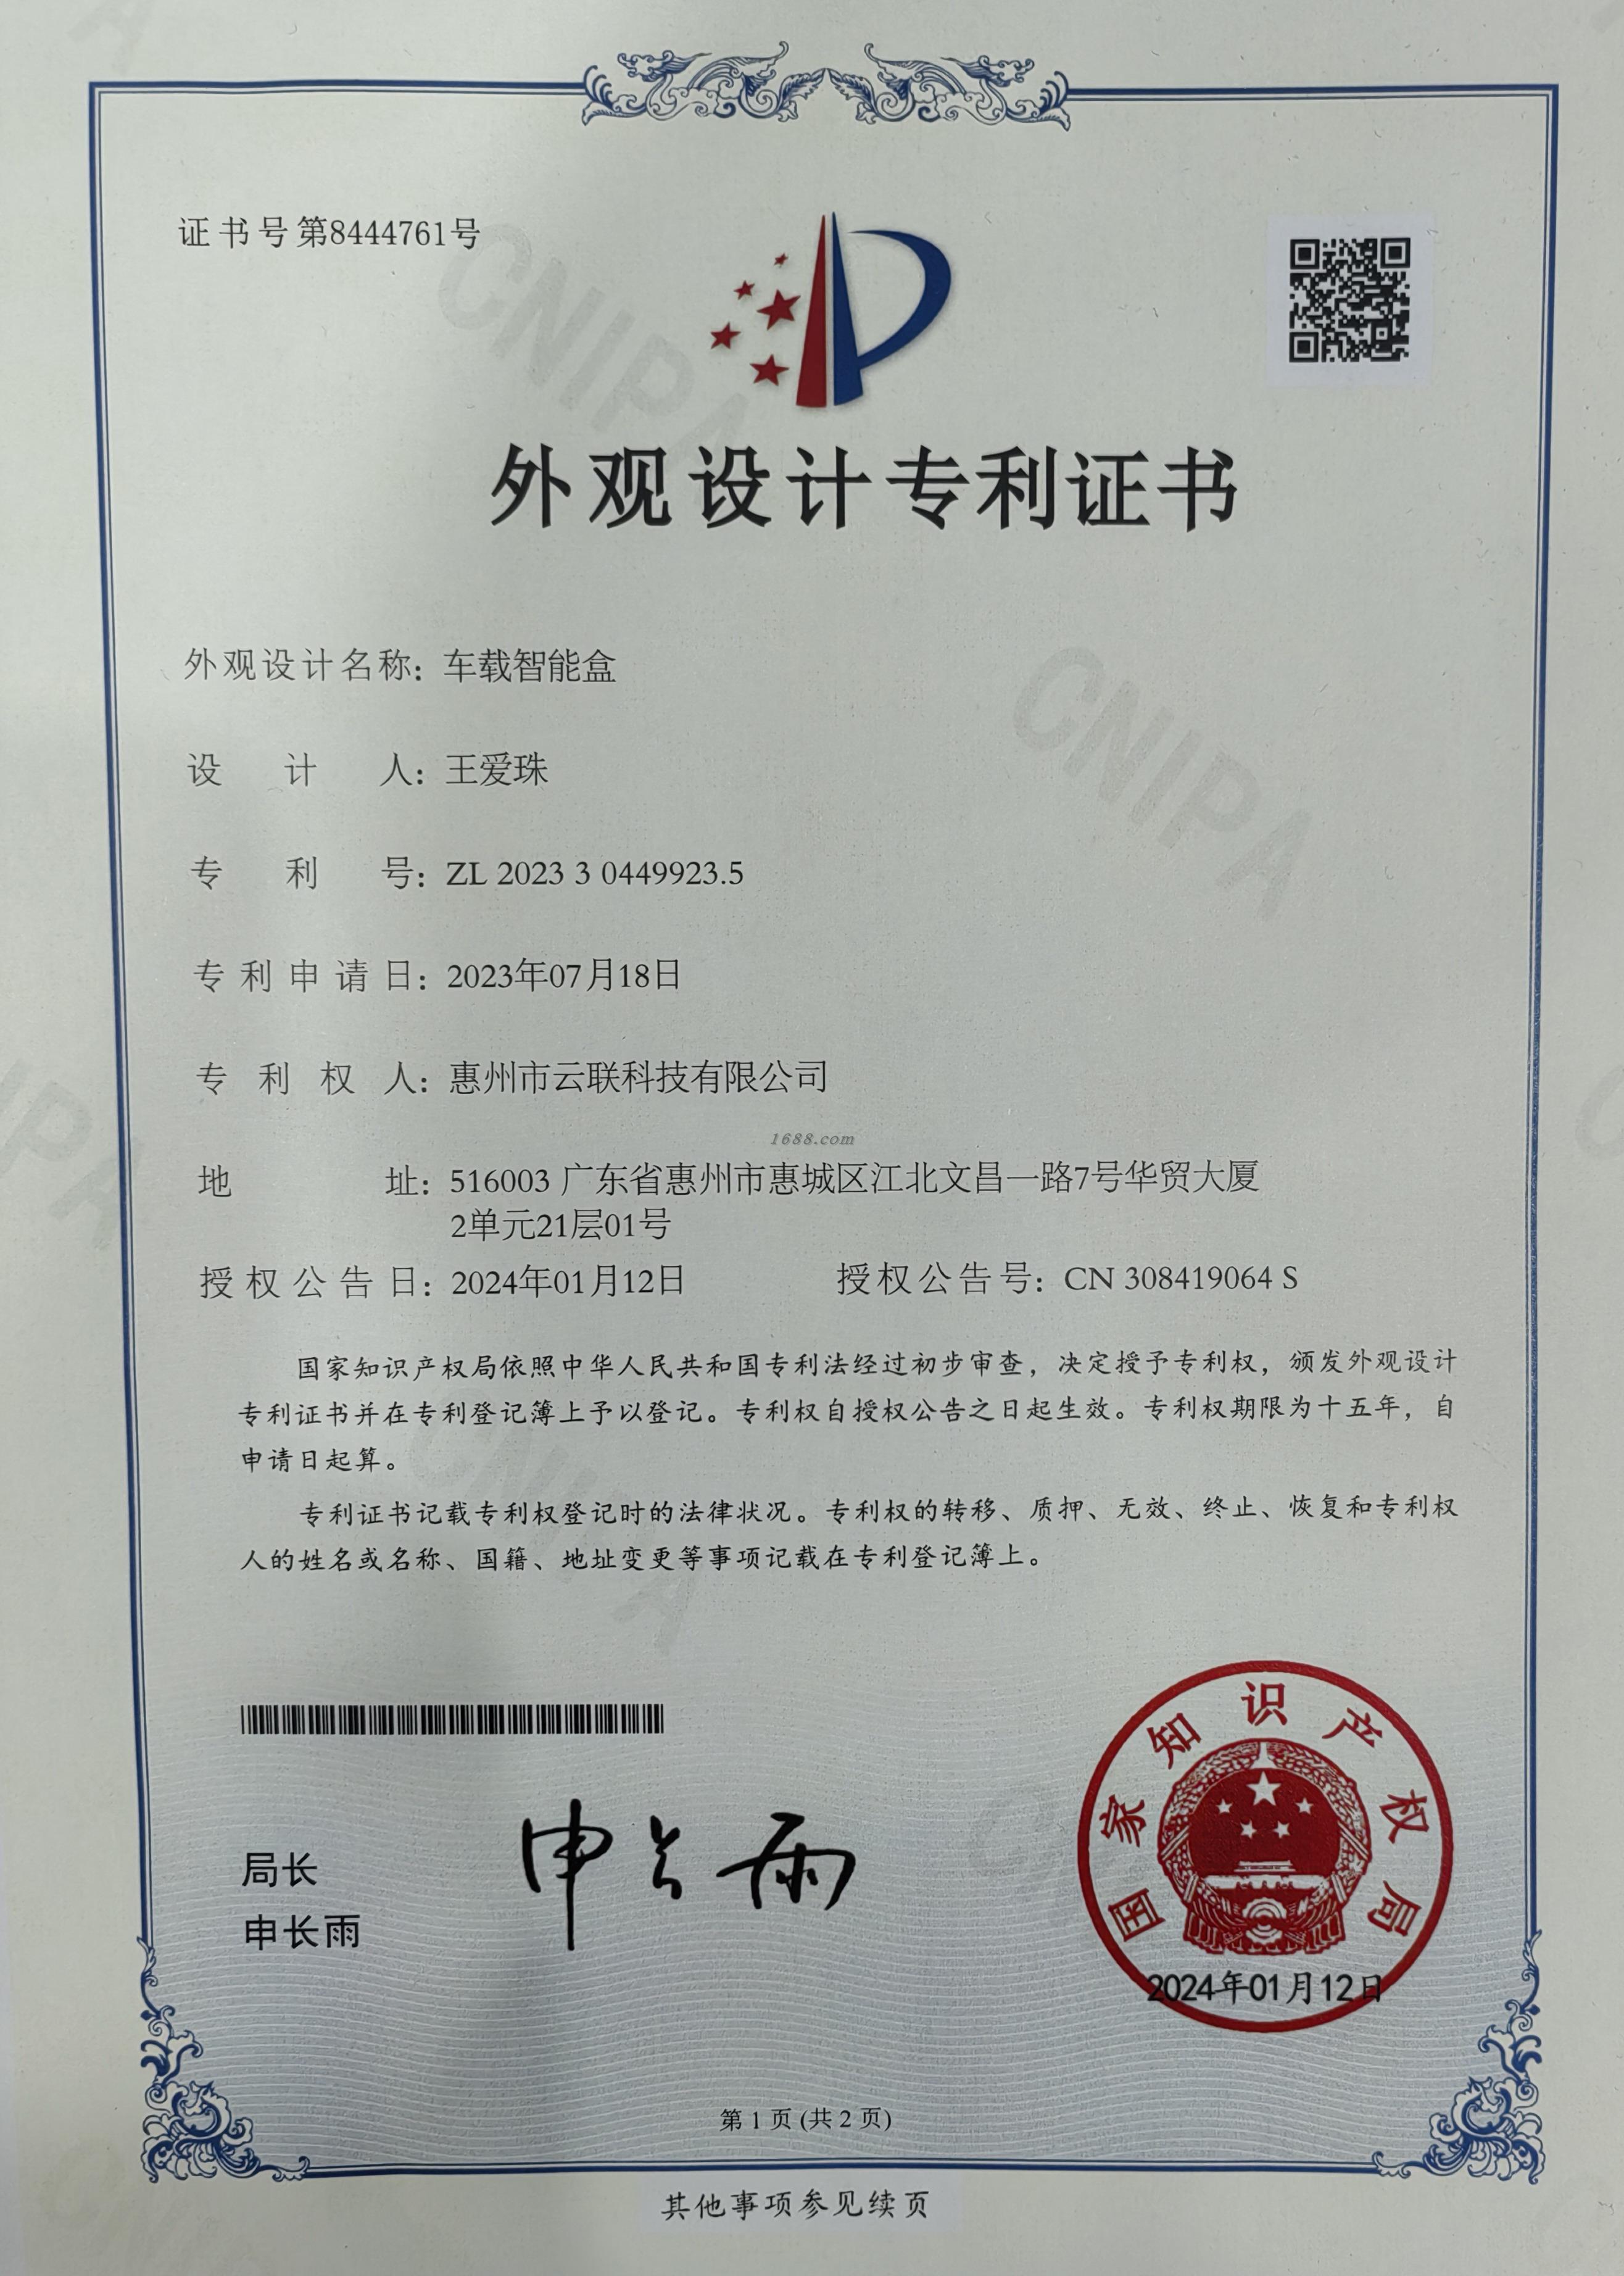 证书号第8444761号
外观设计专利证书
外观设计名称：车载智能盒
设计人：王爱珠
专利号：ZL 2023 3 0449923.5
专利申请日：2023年07月18日
专利权人：惠州市云联科技有限公司
1688.com
地址：516003 广东省惠州市惠城区江北文昌一路7号华贸大厦
2单元21层01号
授权公告日：2024年01月12日 授权公告号：CN 308419064 S
国家知识产权局依照中华人民共和国专利法经过初步审查，决定授予专利权，颁发外观设计
专利证书并在专利登记簿上予以登记。专利权自授权公告之日起生效。专利权期限为十五年，自
申请日起算。
专利证书记载专利权登记时的法律状况。专利权的转移、质押、无效、终止、恢复和专利权
人的姓名或名称、国籍、地址变更等事项记载在专利登记簿上。
局长
申长雨
申长雨
国家知识产权局
2024年01月12日
第 1 页 (共 2 页)
其他事项参见续页
CNIPA
CNIPA
CNIPA